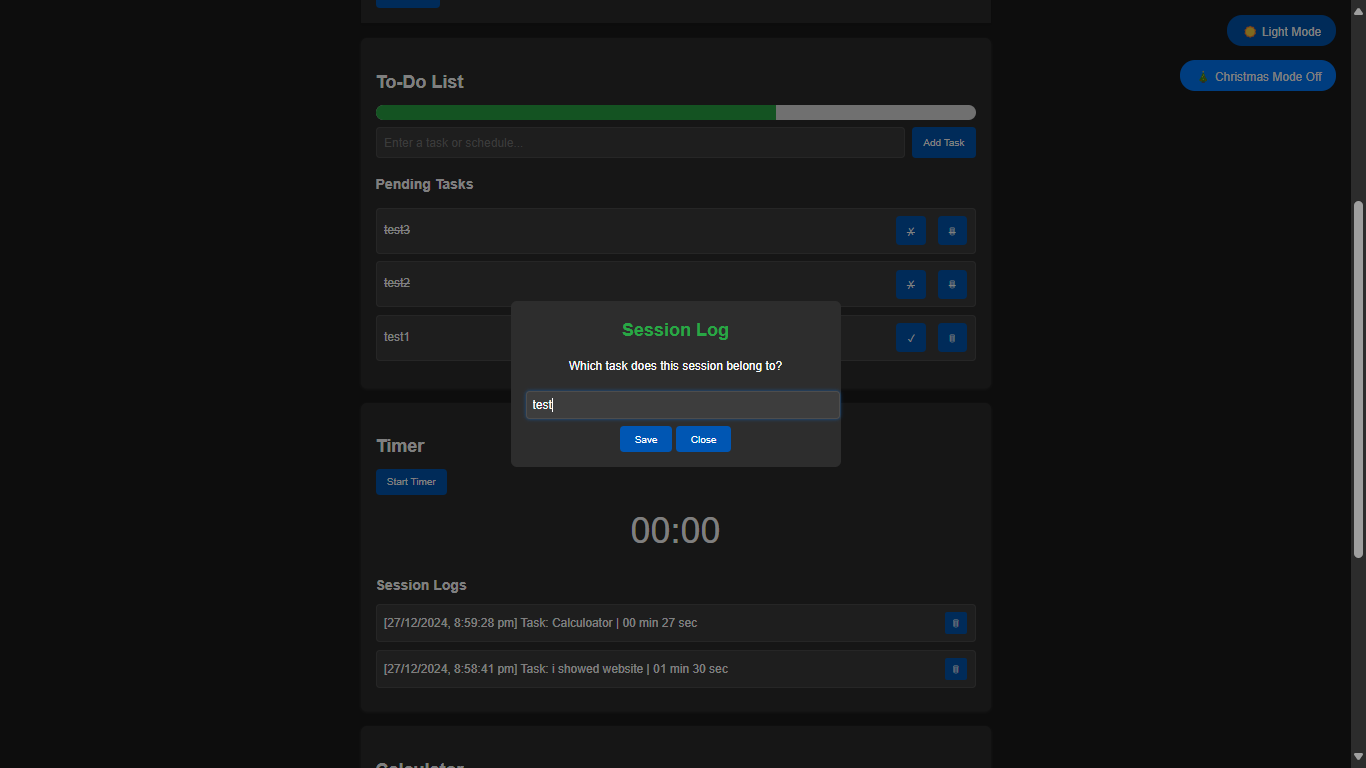 Light Mode
Christmas Mode Off
To-Do List
Enter a task or schedule...
Add Task
Pending Tasks
test3
test2
test1
Session Log
Which task does this session belong to?
test
Save
Close
Timer
Start Timer
00:00
Session Logs
[27/12/2024, 8:59:28 pm] Task: Calculoator | 00 min 27 sec
[27/12/2024, 8:58:41 pm] Task: i showed website | 01 min 30 sec
Calculator